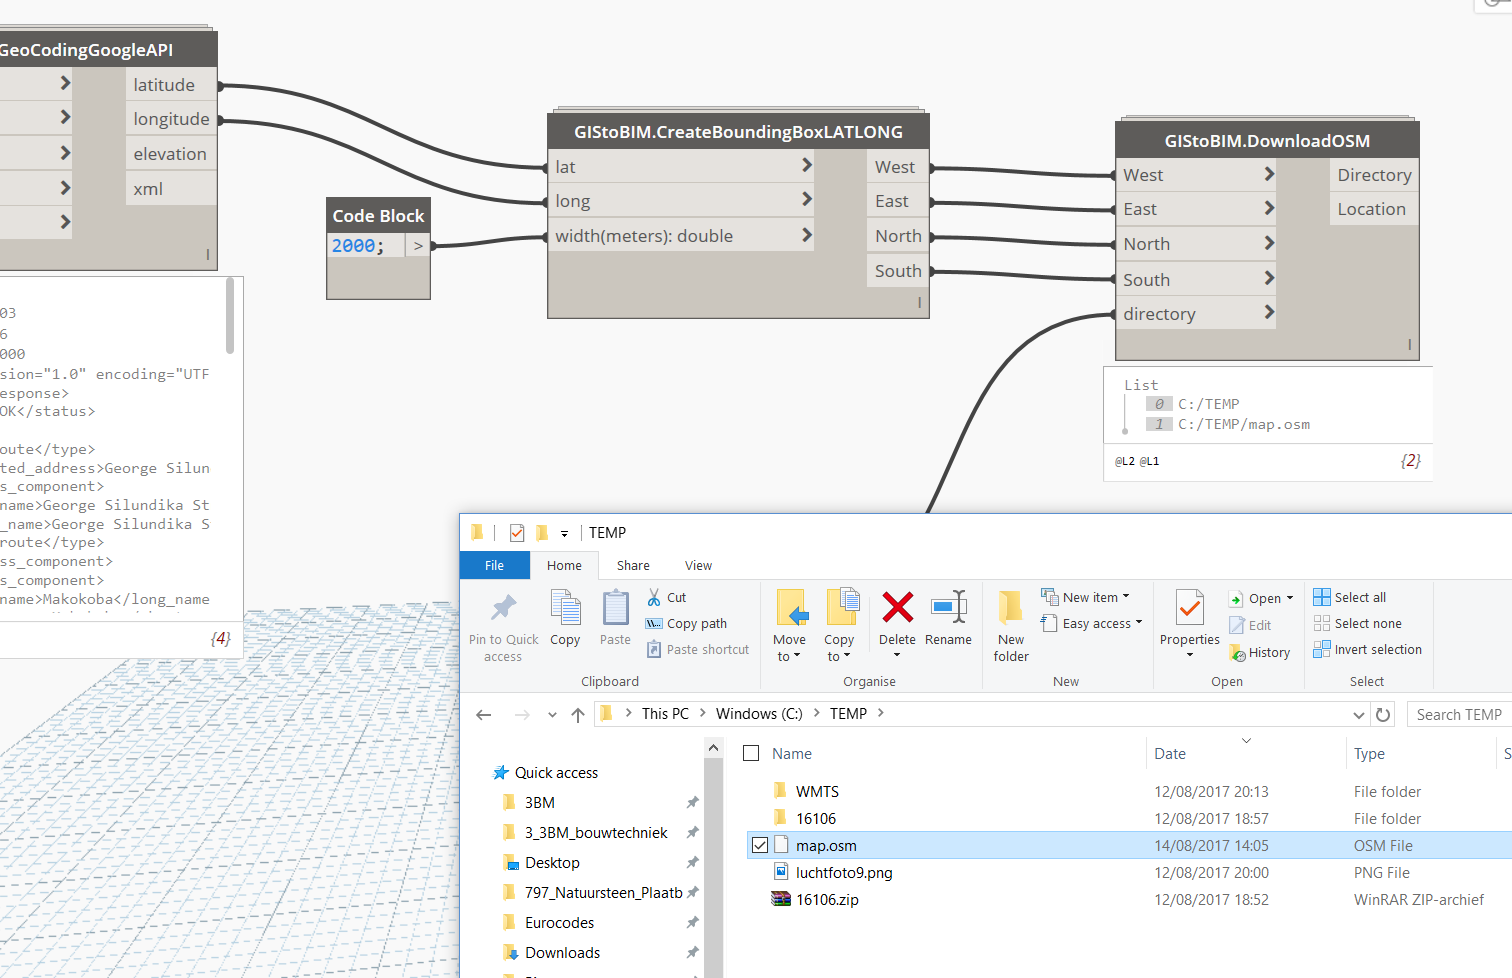 GeoCodingGoogleAPI
latitude
longitude
elevation
xml
l
03
6
000
sion="1.0" encoding="UTF
esponse>
OK</status>
oute</type>
ted_address>George Silun
s_component>
name>George Silundika St
_name>George Silundika S
route</type>
ss_component>
s_component>
name>Makokoba</long_name
{4}
Code Block
2000; >
GIStoBIM.CreateBoundingBoxLATLONG
lat West
long East
width(meters): double North
South
l
GIStoBIM.DownloadOSM
West Directory
East Location
North
South
directory
l
List
0 C:/TEMP
1 C:/TEMP/map.osm
@L2 @L1 {2}
TEMP
File Home Share View
Pin to Quick access
Copy
Paste
Cut
Copy path
Paste shortcut
Clipboard
Move to
Copy to
Delete
Rename
Organise
New folder
New item
Easy access
New
Properties
Open
Edit
History
Open
Select all
Select none
Invert selection
Select
This PC > Windows (C:) > TEMP >
Search TEMP
Quick access
3BM
3_3BM_bouwtechniek
Desktop
797_Natuursteen_Plaatb
Eurocodes
Downloads
Name Date Type S
WMTS 12/08/2017 20:13 File folder
16106 12/08/2017 18:57 File folder
map.osm 14/08/2017 14:05 OSM File
luchtfoto9.png 12/08/2017 20:00 PNG File
16106.zip 12/08/2017 18:52 WinRAR ZIP-archief